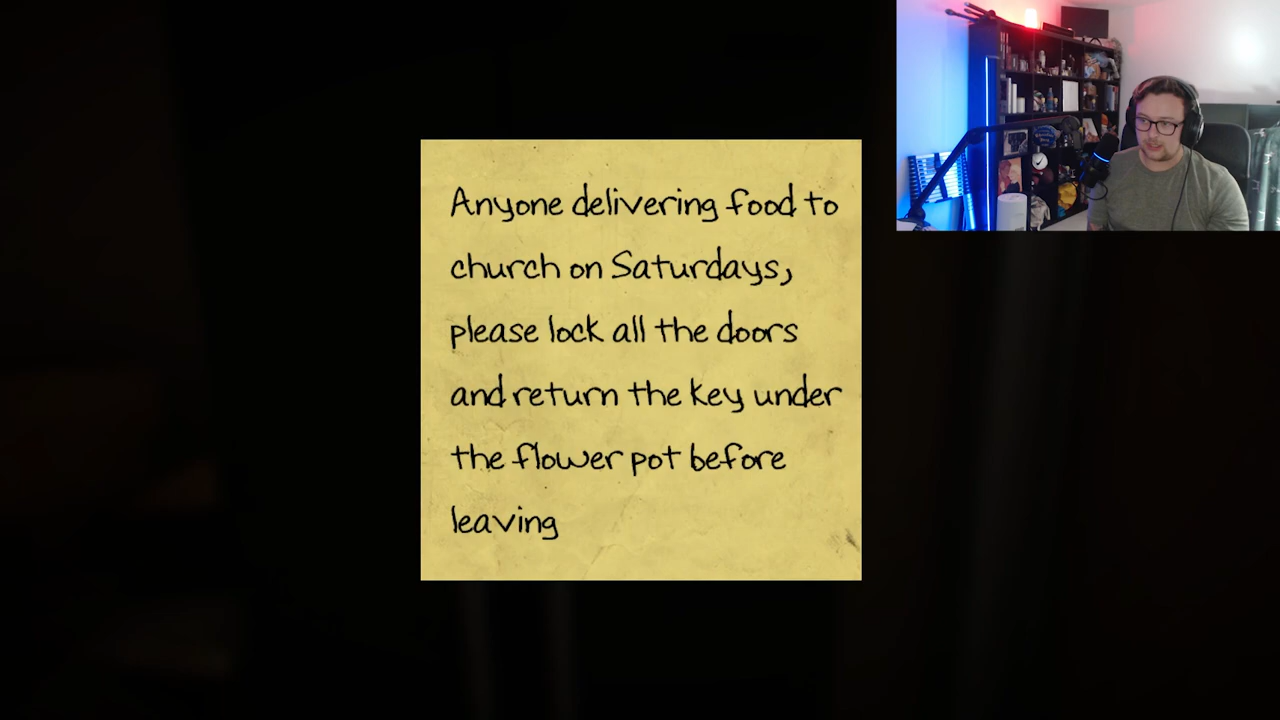 Anyone delivering food to
church on Saturdays,
please lock all the doors
and return the key under
the flower pot before
leaving